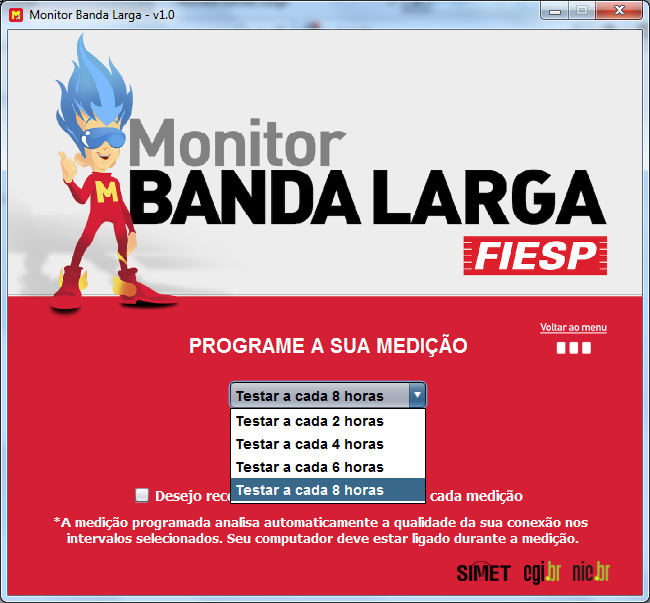 M Monitor Banda Larga - v1.0
Monitor
M
BANDA LARGA
FIESP
Voltar ao menu
PROGRAME A SUA MEDIÇÃO
Testar a cada 8 horas
Testar a cada 2 horas
Testar a cada 4 horas
Testar a cada 6 horas
Testar a cada 8 horas
Desejo rec cada medição
*A medição programada analisa automaticamente a qualidade da sua conexão nos
intervalos selecionados. Seu computador deve estar ligado durante a medição.
SIMET cgi.br nic.br